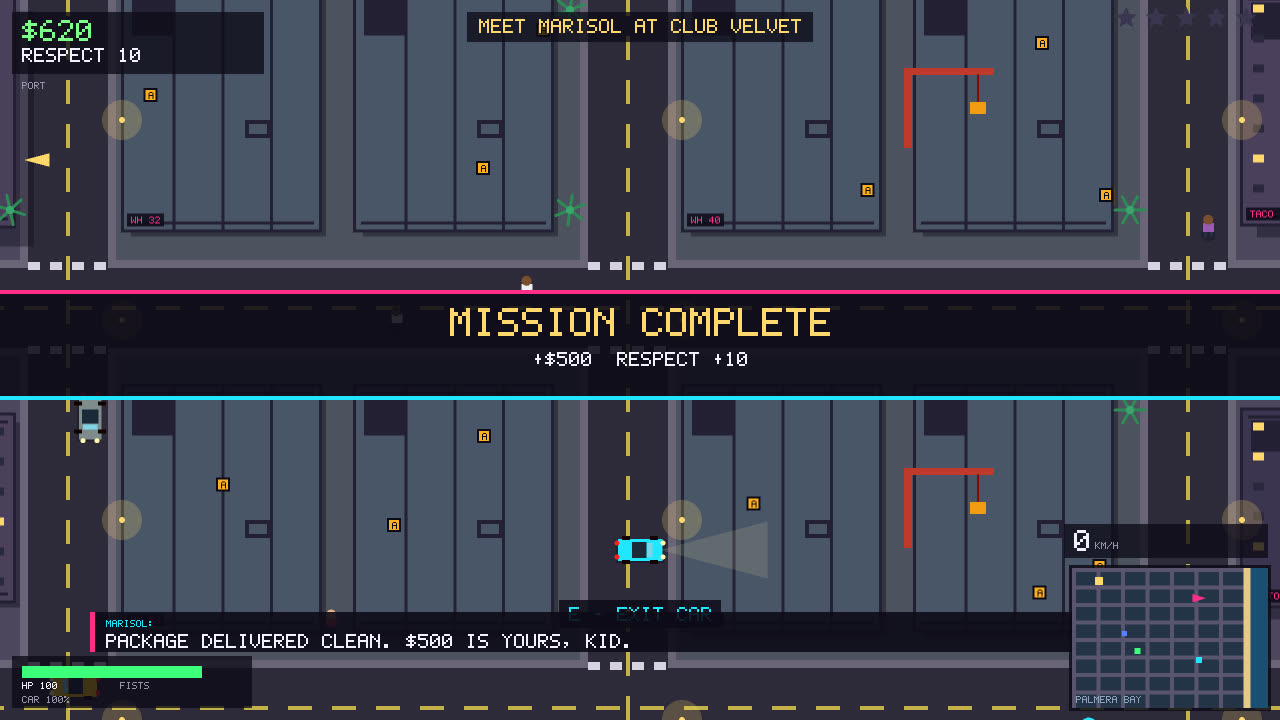 $620
RESPECT 10
MEET MARISOL AT CLUB VELVET
PORT
A
A
A
A
A
WH 32
WH 40
TACO
MISSION COMPLETE
+$500 RESPECT +10
A
A
A
A
A
0 KM/H
E - EXIT CAR
MARISOL:
PACKAGE DELIVERED CLEAN. $500 IS YOURS, KID.
HP 100
FISTS
CAR 100%
PALMERA BAY